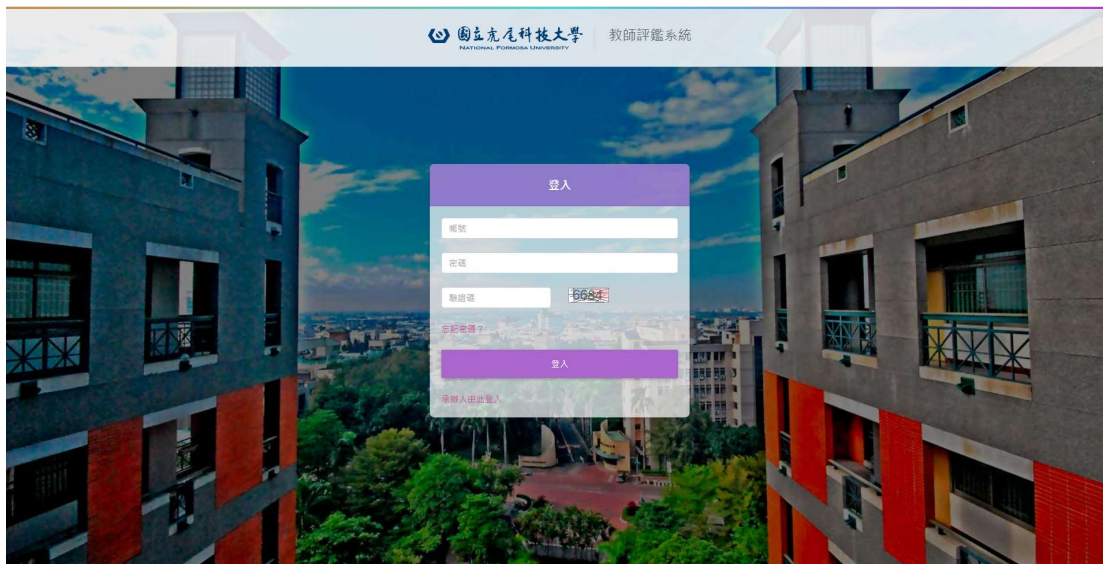 國立虎尾科技大學
NATIONAL FORMOSA UNIVERSITY
教師評鑑系統
登入
帳號
密碼
驗證碼
6684
忘記密碼？
登入
承辦人由此登入